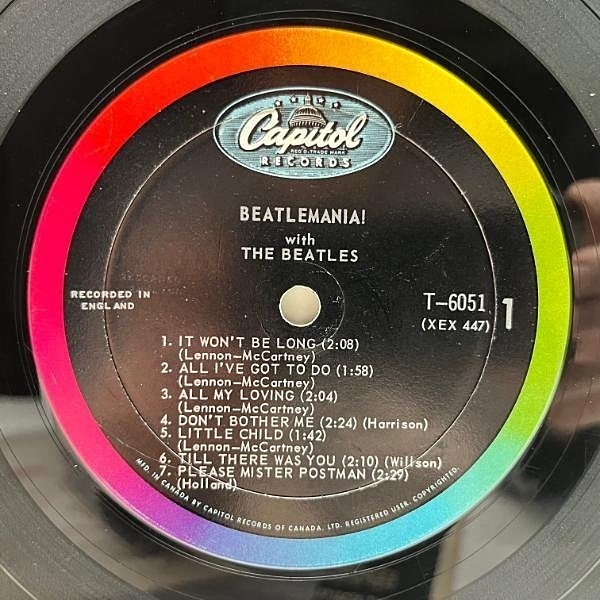 Capitol
REG'D. TRADE MARK
RECORDS
BEATLEMANIA!
with
THE BEATLES
RECORDED IN
ENGLAND
T-6051
(XEX 447)
1
1. IT WON'T BE LONG (2:08)
(Lennon-McCartney)
2. ALL I'VE GOT TO DO (1:58)
(Lennon-McCartney)
3. ALL MY LOVING (2:04)
(Lennon-McCartney)
4. DON'T BOTHER ME (2:24) (Harrison)
5. LITTLE CHILD (1:42)
(Lennon-McCartney)
6. TILL THERE WAS YOU (2:10) (Willson)
7. PLEASE MISTER POSTMAN (2:29)
(Holland)
MFD. IN CANADA BY CAPITOL RECORDS OF CANADA, LTD. REGISTERED USER. COPYRIGHTED.